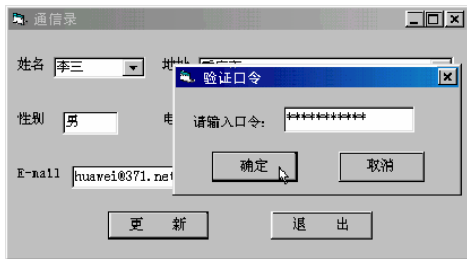 通信录
姓名 李三 地址
验证口令
性别 男
请输入口令: ***********
确定 取消
E-mail huawei@371.net
更 新 退 出